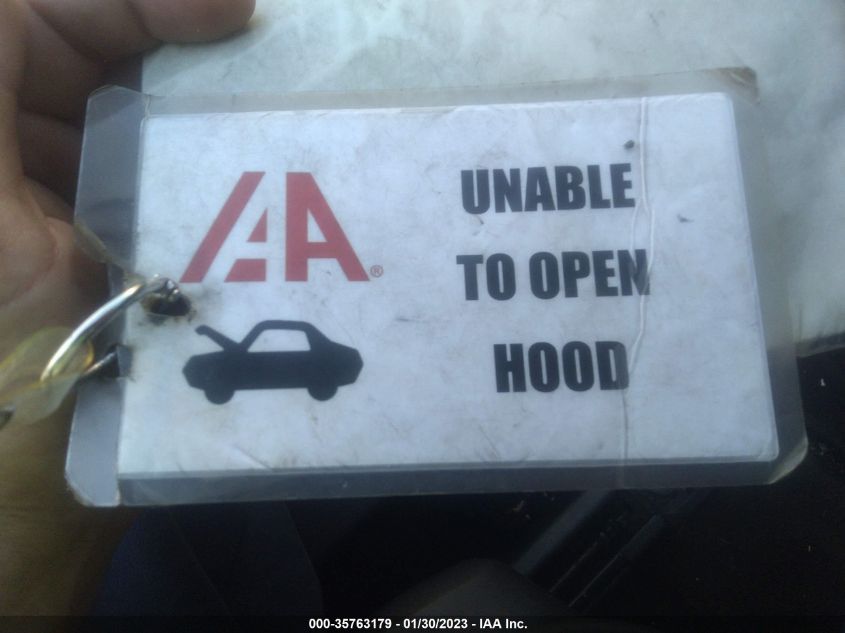 IAA®
UNABLE
TO OPEN
HOOD
000-35763179 - 01/30/2023 - IAA Inc.